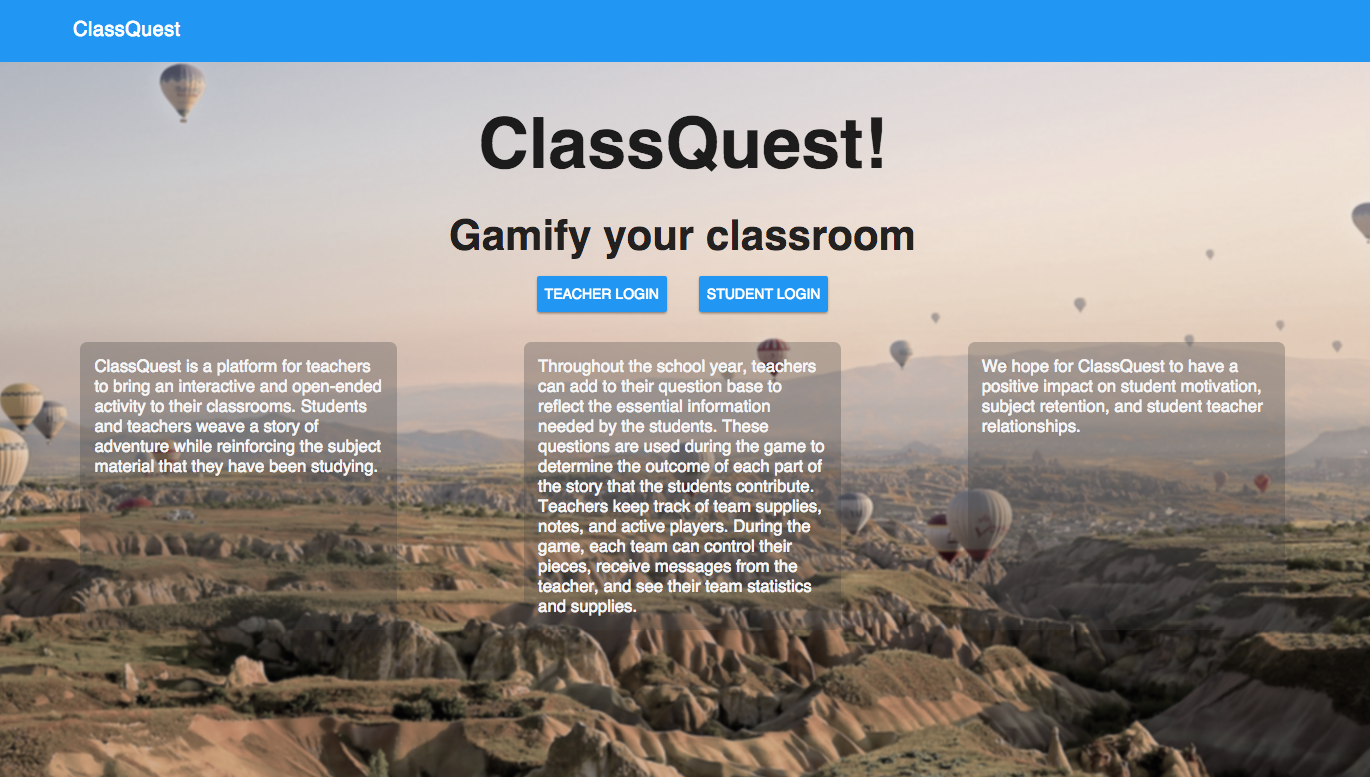 ClassQuest
ClassQuest!
Gamify your classroom
TEACHER LOGIN
STUDENT LOGIN
ClassQuest is a platform for teachers
to bring an interactive and open-ended
activity to their classrooms. Students
and teachers weave a story of
adventure while reinforcing the subject
material that they have been studying.
Throughout the school year, teachers
can add to their question base to
reflect the essential information
needed by the students. These
questions are used during the game to
determine the outcome of each part of
the story that the students contribute.
Teachers keep track of team supplies,
notes, and active players. During the
game, each team can control their
pieces, receive messages from the
teacher, and see their team statistics
and supplies.
We hope for ClassQuest to have a
positive impact on student motivation,
subject retention, and student teacher
relationships.